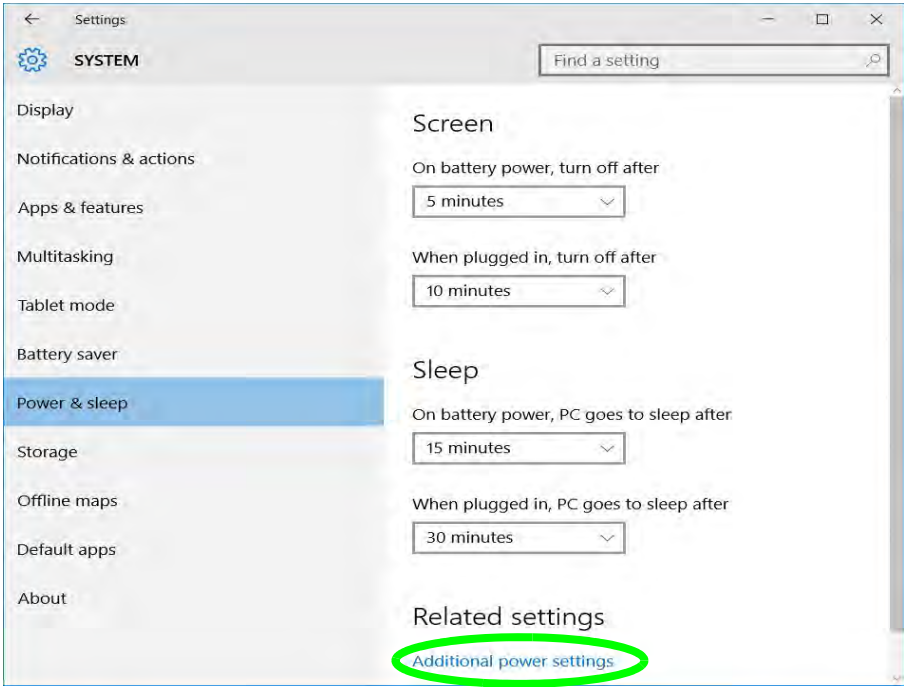 Settings
SYSTEM
Find a setting
Display
Notifications & actions
Apps & features
Multitasking
Tablet mode
Battery saver
Power & sleep
Storage
Offline maps
Default apps
About
Screen
On battery power, turn off after
5 minutes
When plugged in, turn off after
10 minutes
Sleep
On battery power, PC goes to sleep after
15 minutes
When plugged in, PC goes to sleep after
30 minutes
Related settings
Additional power settings